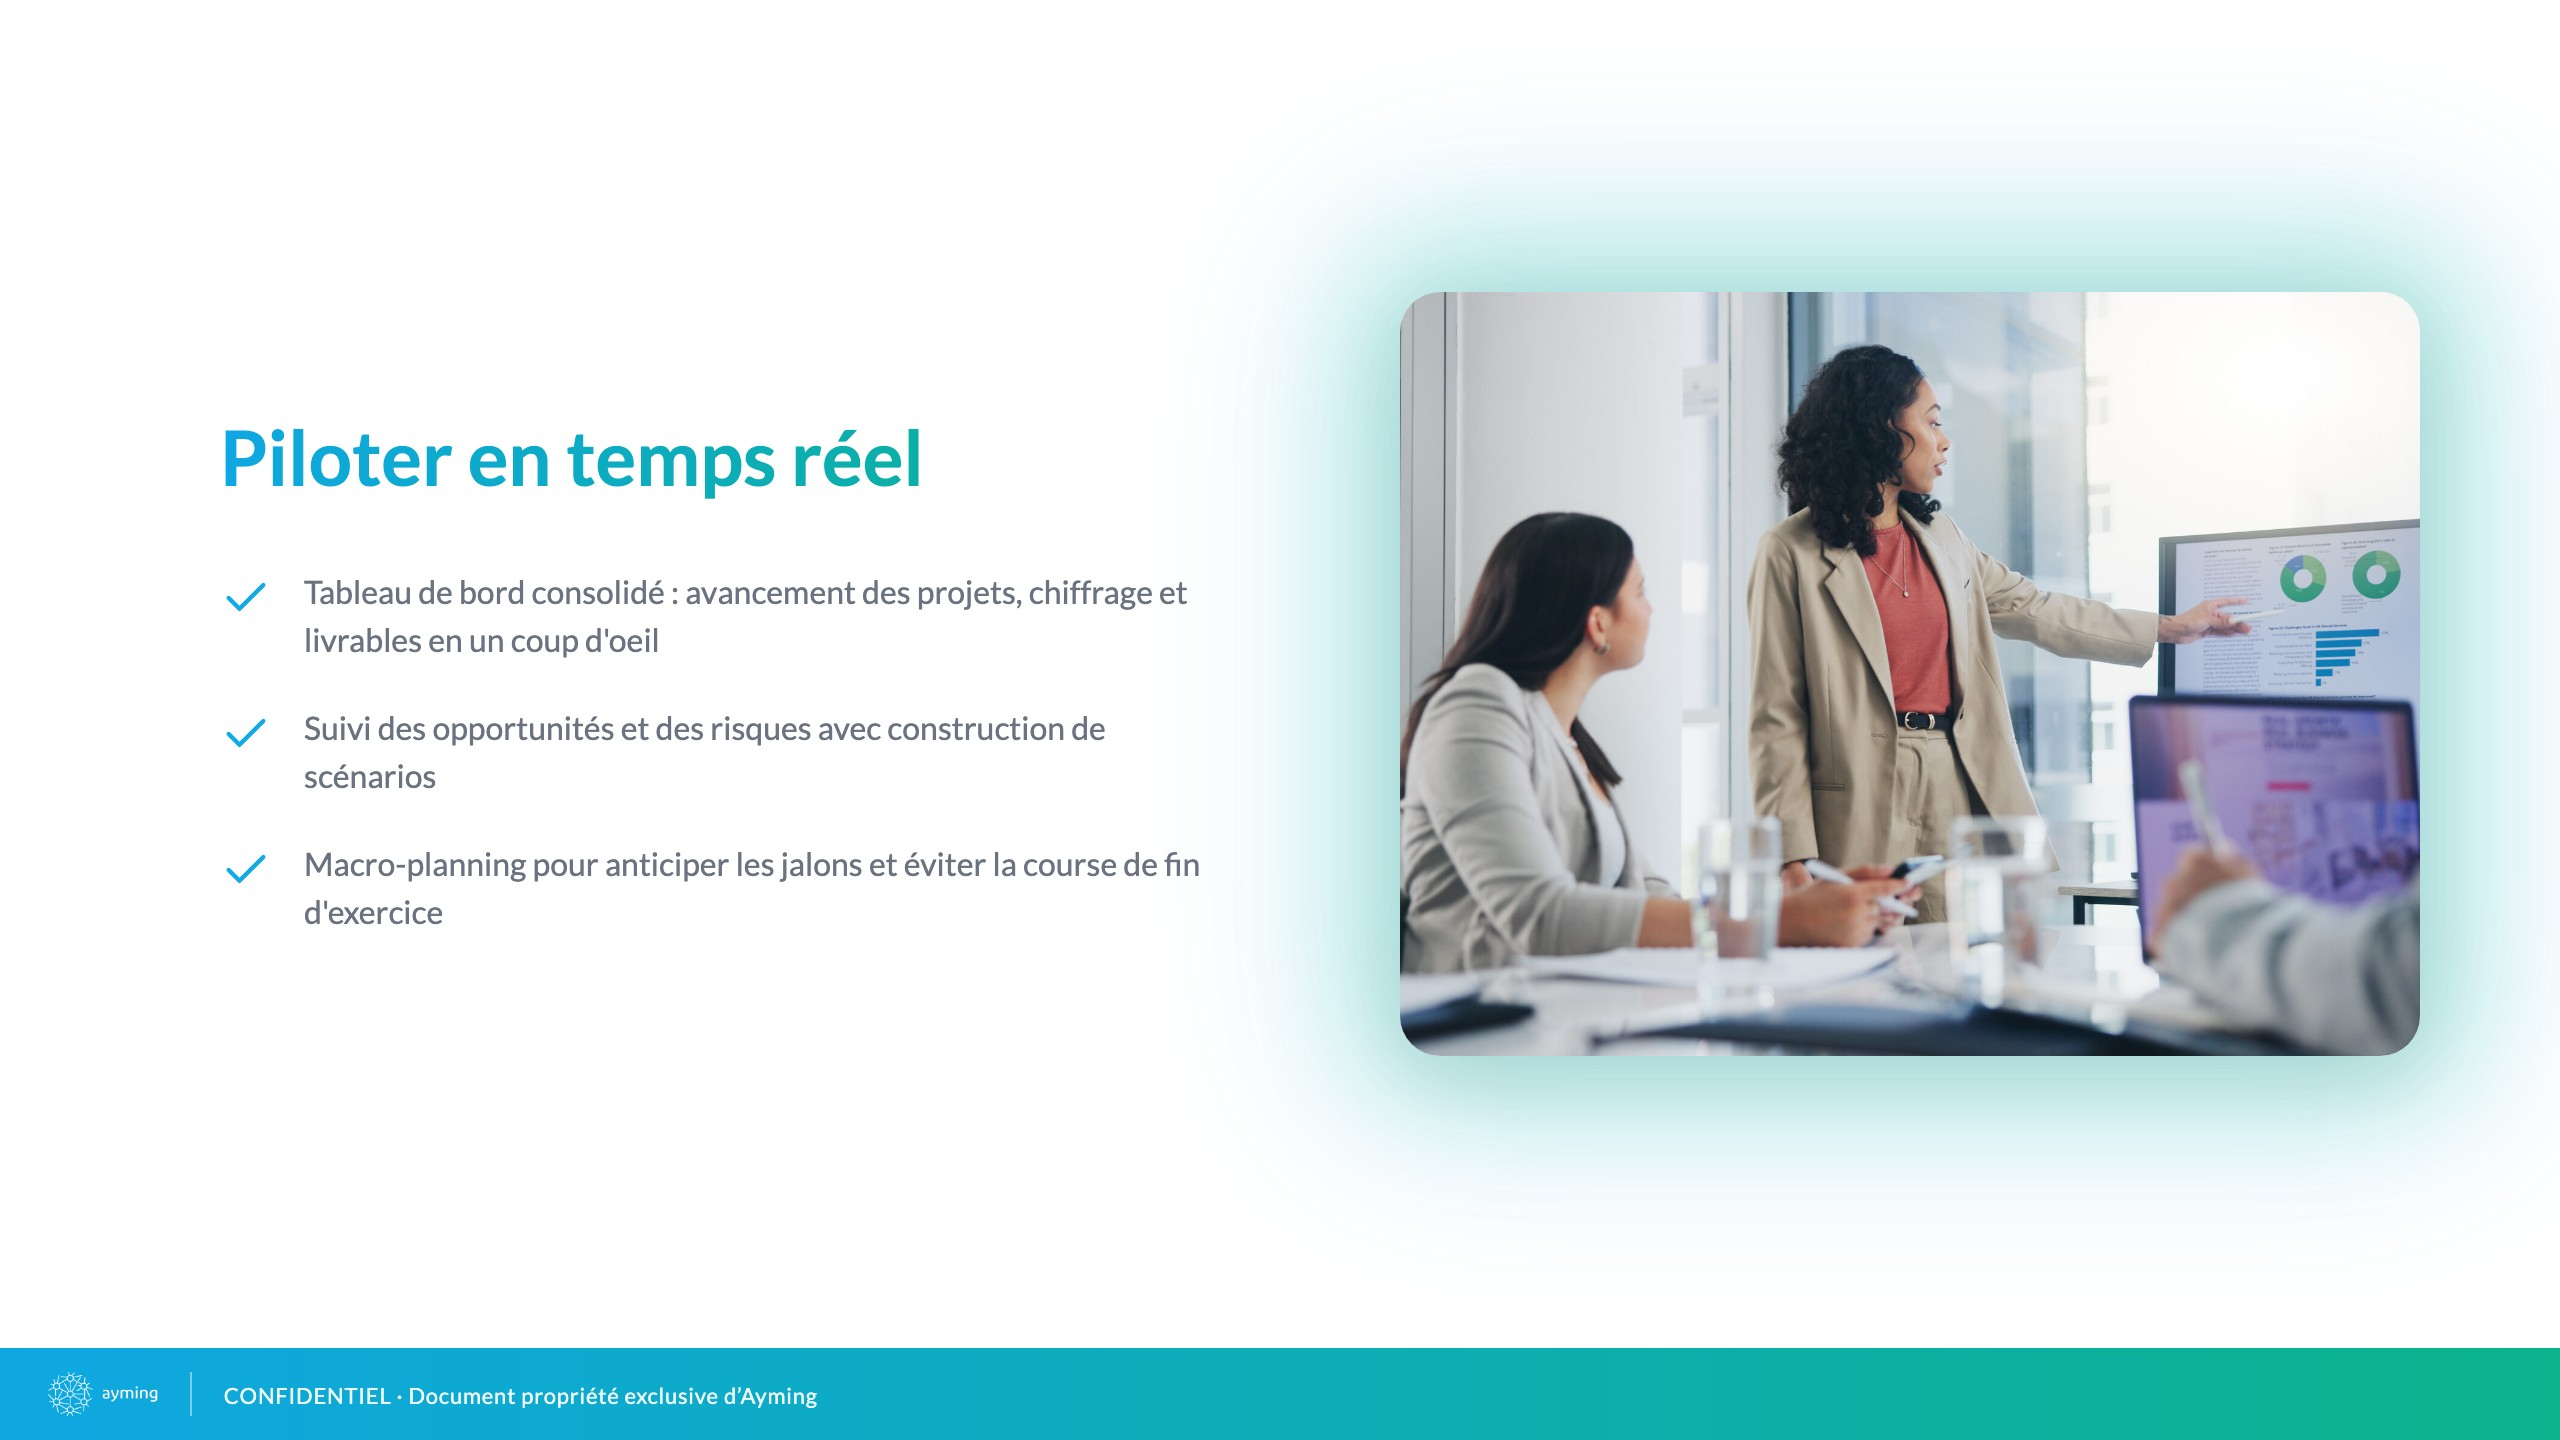 Piloter en temps réel
Tableau de bord consolidé : avancement des projets, chiffrage et
livrables en un coup d'oeil
Suivi des opportunités et des risques avec construction de
scénarios
Macro-planning pour anticiper les jalons et éviter la course de fin
d'exercice
ayming
CONFIDENTIEL · Document propriété exclusive d’Ayming